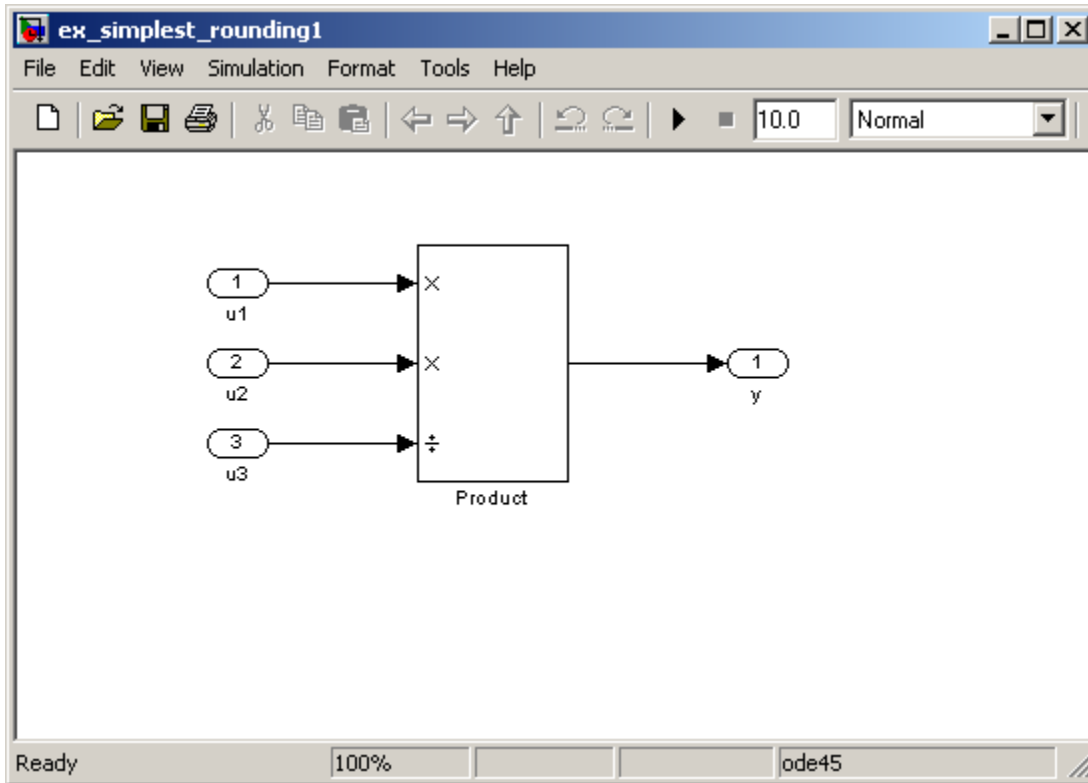 ex_simplest_rounding1
File Edit View Simulation Format Tools Help
10.0 Normal
1
u1
×
2
u2
×
3
u3
÷
Product
1
y
Ready 100% ode45